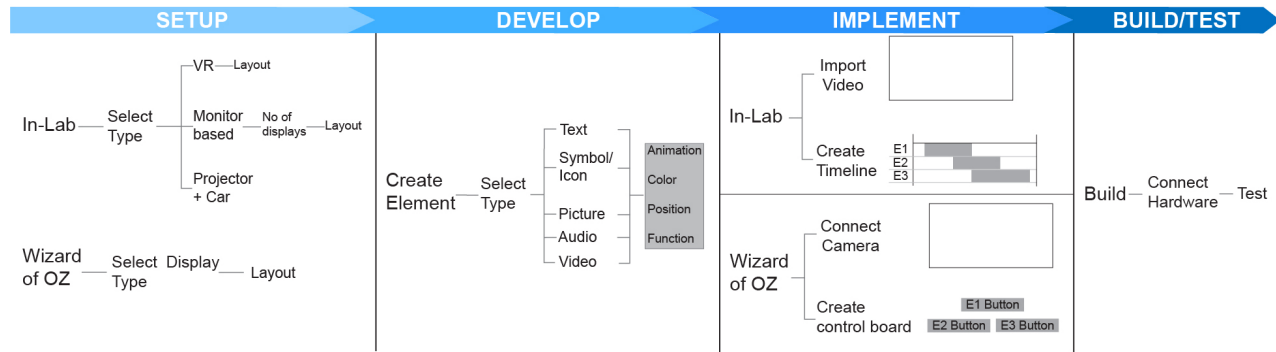 SETUP
DEVELOP
IMPLEMENT
BUILD/TEST
In-Lab
Select
Type
VR
Layout
Monitor
based
No of
displays
Layout
Projector
+ Car
Wizard
of OZ
Select Display
Type
Layout
Create
Element
Select
Type
Text
Symbol/
Icon
Picture
Audio
Video
Animation
Color
Position
Function
In-Lab
Import
Video
Create
Timeline
E1
E2
E3
Wizard
of OZ
Connect
Camera
Create
control board
E1 Button
E2 Button
E3 Button
Build
Connect
Hardware
Test